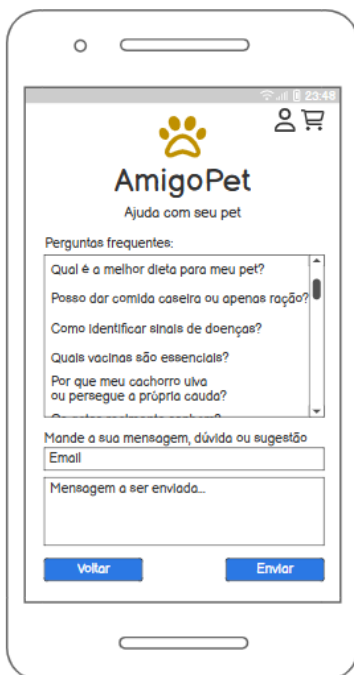 23:48
AmigoPet
Ajuda com seu pet
Perguntas frequentes:
Qual é a melhor dieta para meu pet?
Posso dar comida caseira ou apenas ração?
Como identificar sinais de doenças?
Quais vacinas são essenciais?
Por que meu cachorro uiva
ou persegue a própria cauda?
Mande a sua mensagem, dúvida ou sugestão
Email
Mensagem a ser enviada...
Voltar
Enviar